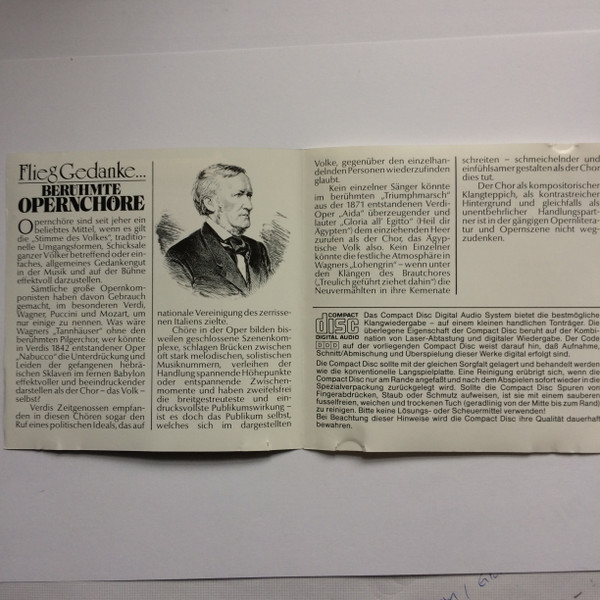 Flieg Gedanke...
BERÜHMTE
OPERNCHÖRE
Opernchöre sind seit jeher ein
beliebtes Mittel, wenn es gilt
die „Stimme des Volkes", traditio-
nelle Umgangsformen, Schicksale
ganzer Völker betreffend oder ein-
faches, allgemeines Gedankengut
in der Musik und auf der Bühne
effektvoll darzustellen.
Sämtliche große Opernkom-
ponisten haben davon Gebrauch
gemacht, im besonderen Verdi,
Wagner, Puccini und Mozart, um
nur einige zu nennen. Was wäre
Wagners „Tannhäuser" ohne den
berühmten Pilgerchor, wer könnte
in Verdis 1842 entstandener Oper
„Nabucco" die Unterdrückung und
Leiden der gefangenen hebrä-
ischen Sklaven im fernen Babylon
effektvoller und beeindruckender
darstellen als der Chor – das Volk –
selbst?
Verdis Zeitgenossen empfan-
den in diesen Chören sogar den
Ruf eines politischen Ideals, das auf
nationale Vereinigung des zerrisse-
nen Italiens zielte.
Chöre in der Oper bilden bis-
weilen geschlossene Szenenkom-
plexe, schlagen Brücken zwischen
oft stark melodischen, solistischen
Musiknummern, verleihen der
Handlung spannende Höhepunkte
oder entspannende Zwischen-
momente und haben zweifelsfrei
die breitgestreuteste und ein-
drucksvollste Publikumswirkung –
ist es doch das Publikum selbst,
welches sich im dargestellten
Volke, gegenüber den einzelhan-
delnden Personen wiederzufinden
glaubt.
Kein einzelner Sänger könnte
im berühmten „Triumphmarsch"
aus der 1871 entstandenen Verdi-
Oper „Aida" überzeugender und
lauter „Gloria all' Egitto" (Heil dir
Ägypten") dem einziehenden Heer
zurufen als der Chor, das Ägyp-
tische Volk also. Kein Einzelner
könnte die festliche Atmosphäre in
Wagners „Lohengrin" – wenn unter
den Klängen des Brautchores
(„Treulich geführt ziehet dahin") die
Neuvermählten in ihre Kemenate
schreiten – schmeichelnder und
einfühlsamer gestalten als der Chor
dies tut.
Der Chor als kompositorischer
Klangteppich, als kontrastreicher
Hintergrund und gleichfalls als
unentbehrlicher Handlungspart-
ner ist in der gängigen Opernlitera-
tur und Opernszene nicht weg-
zudenken.
COMPACT
disc
DIGITAL AUDIO
DDD
Das Compact Disc Digital Audio System bietet die bestmögliche
Klangwiedergabe – auf einem kleinen handlichen Tonträger. Die
überlegene Eigenschaft der Compact Disc beruht auf der Kombi-
nation von Laser-Abtastung und digitaler Wiedergabe. Der Code
auf der vorliegenden Compact Disc weist darauf hin, daß Aufnahme,
Schnitt/Abmischung und Überspielung dieser Werke digital erfolgt sind.
Die Compact Disc sollte mit der gleichen Sorgfalt gelagert und behandelt werden
wie die konventionelle Langspielplatte. Eine Reinigung erübrigt sich, wenn die
Compact Disc nur am Rande angefaßt und nach dem Abspielen sofort wieder in die
Spezialverpackung zurückgelegt wird. Sollte die Compact Disc Spuren von
Fingerabdrücken, Staub oder Schmutz aufweisen, ist sie mit einem sauberen
fusselfreien, weichen und trockenen Tuch (geradlinig von der Mitte bis zum Rand)
zu reinigen. Bitte keine Lösungs- oder Scheuermittel verwenden!
Bei Beachtung dieser Hinweise wird die Compact Disc ihre Qualität dauerhaft
bewahren.